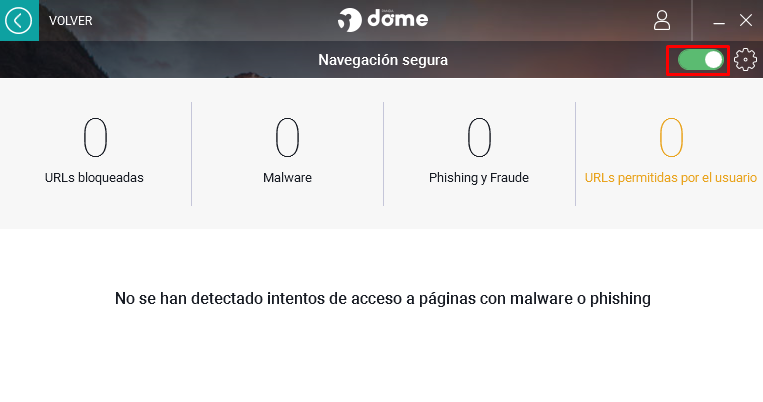 VOLVER
panda
dome
Navegación segura
0
0
0
0
URLs bloqueadas
Malware
Phishing y Fraude
URLs permitidas por el usuario
No se han detectado intentos de acceso a páginas con malware o phishing